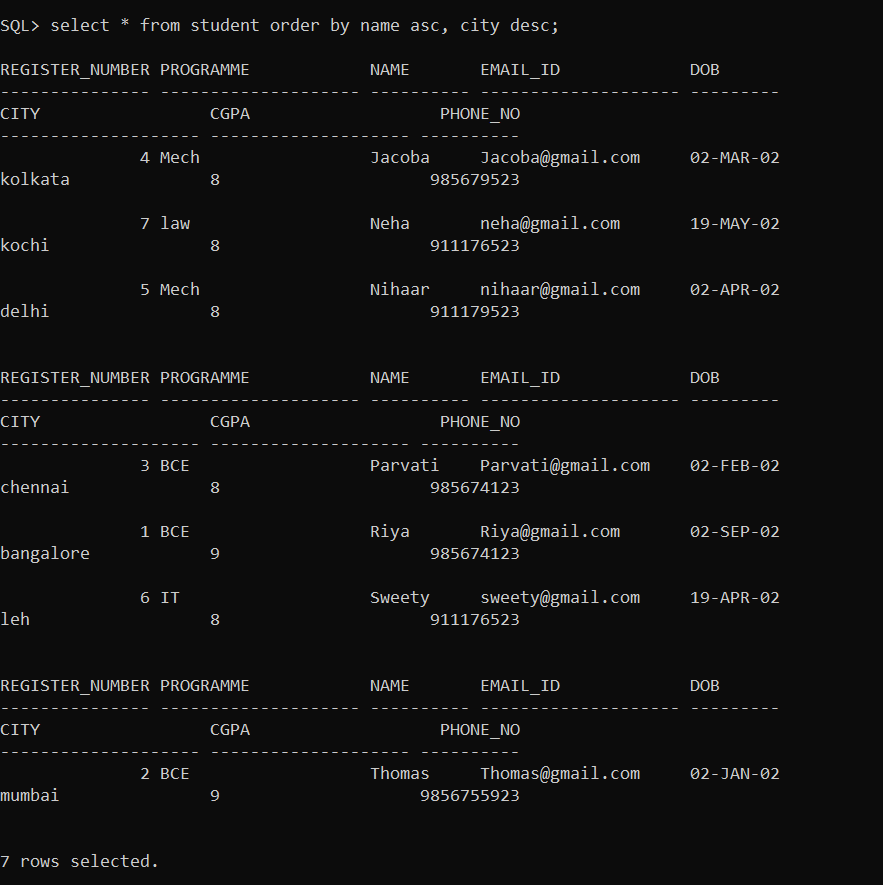 SQL> select * from student order by name asc, city desc;
REGISTER_NUMBER PROGRAMME            NAME       EMAIL_ID             DOB
--------------- -------------------- ---------- -------------------- ---------
CITY                 CGPA                   PHONE_NO
-------------------- -------------------- ----------
              4 Mech                 Jacoba     Jacoba@gmail.com     02-MAR-02
kolkata              8                     985679523
              7 law                  Neha       neha@gmail.com       19-MAY-02
kochi                8                     911176523
              5 Mech                 Nihaar     nihaar@gmail.com     02-APR-02
delhi                8                     911179523
REGISTER_NUMBER PROGRAMME            NAME       EMAIL_ID             DOB
--------------- -------------------- ---------- -------------------- ---------
CITY                 CGPA                   PHONE_NO
-------------------- -------------------- ----------
              3 BCE                  Parvati    Parvati@gmail.com    02-FEB-02
chennai              8                     985674123
              1 BCE                  Riya       Riya@gmail.com       02-SEP-02
bangalore            9                     985674123
              6 IT                   Sweety     sweety@gmail.com     19-APR-02
leh                  8                     911176523
REGISTER_NUMBER PROGRAMME            NAME       EMAIL_ID             DOB
--------------- -------------------- ---------- -------------------- ---------
CITY                 CGPA                   PHONE_NO
-------------------- -------------------- ----------
              2 BCE                  Thomas     Thomas@gmail.com     02-JAN-02
mumbai               9                    9856755923
7 rows selected.